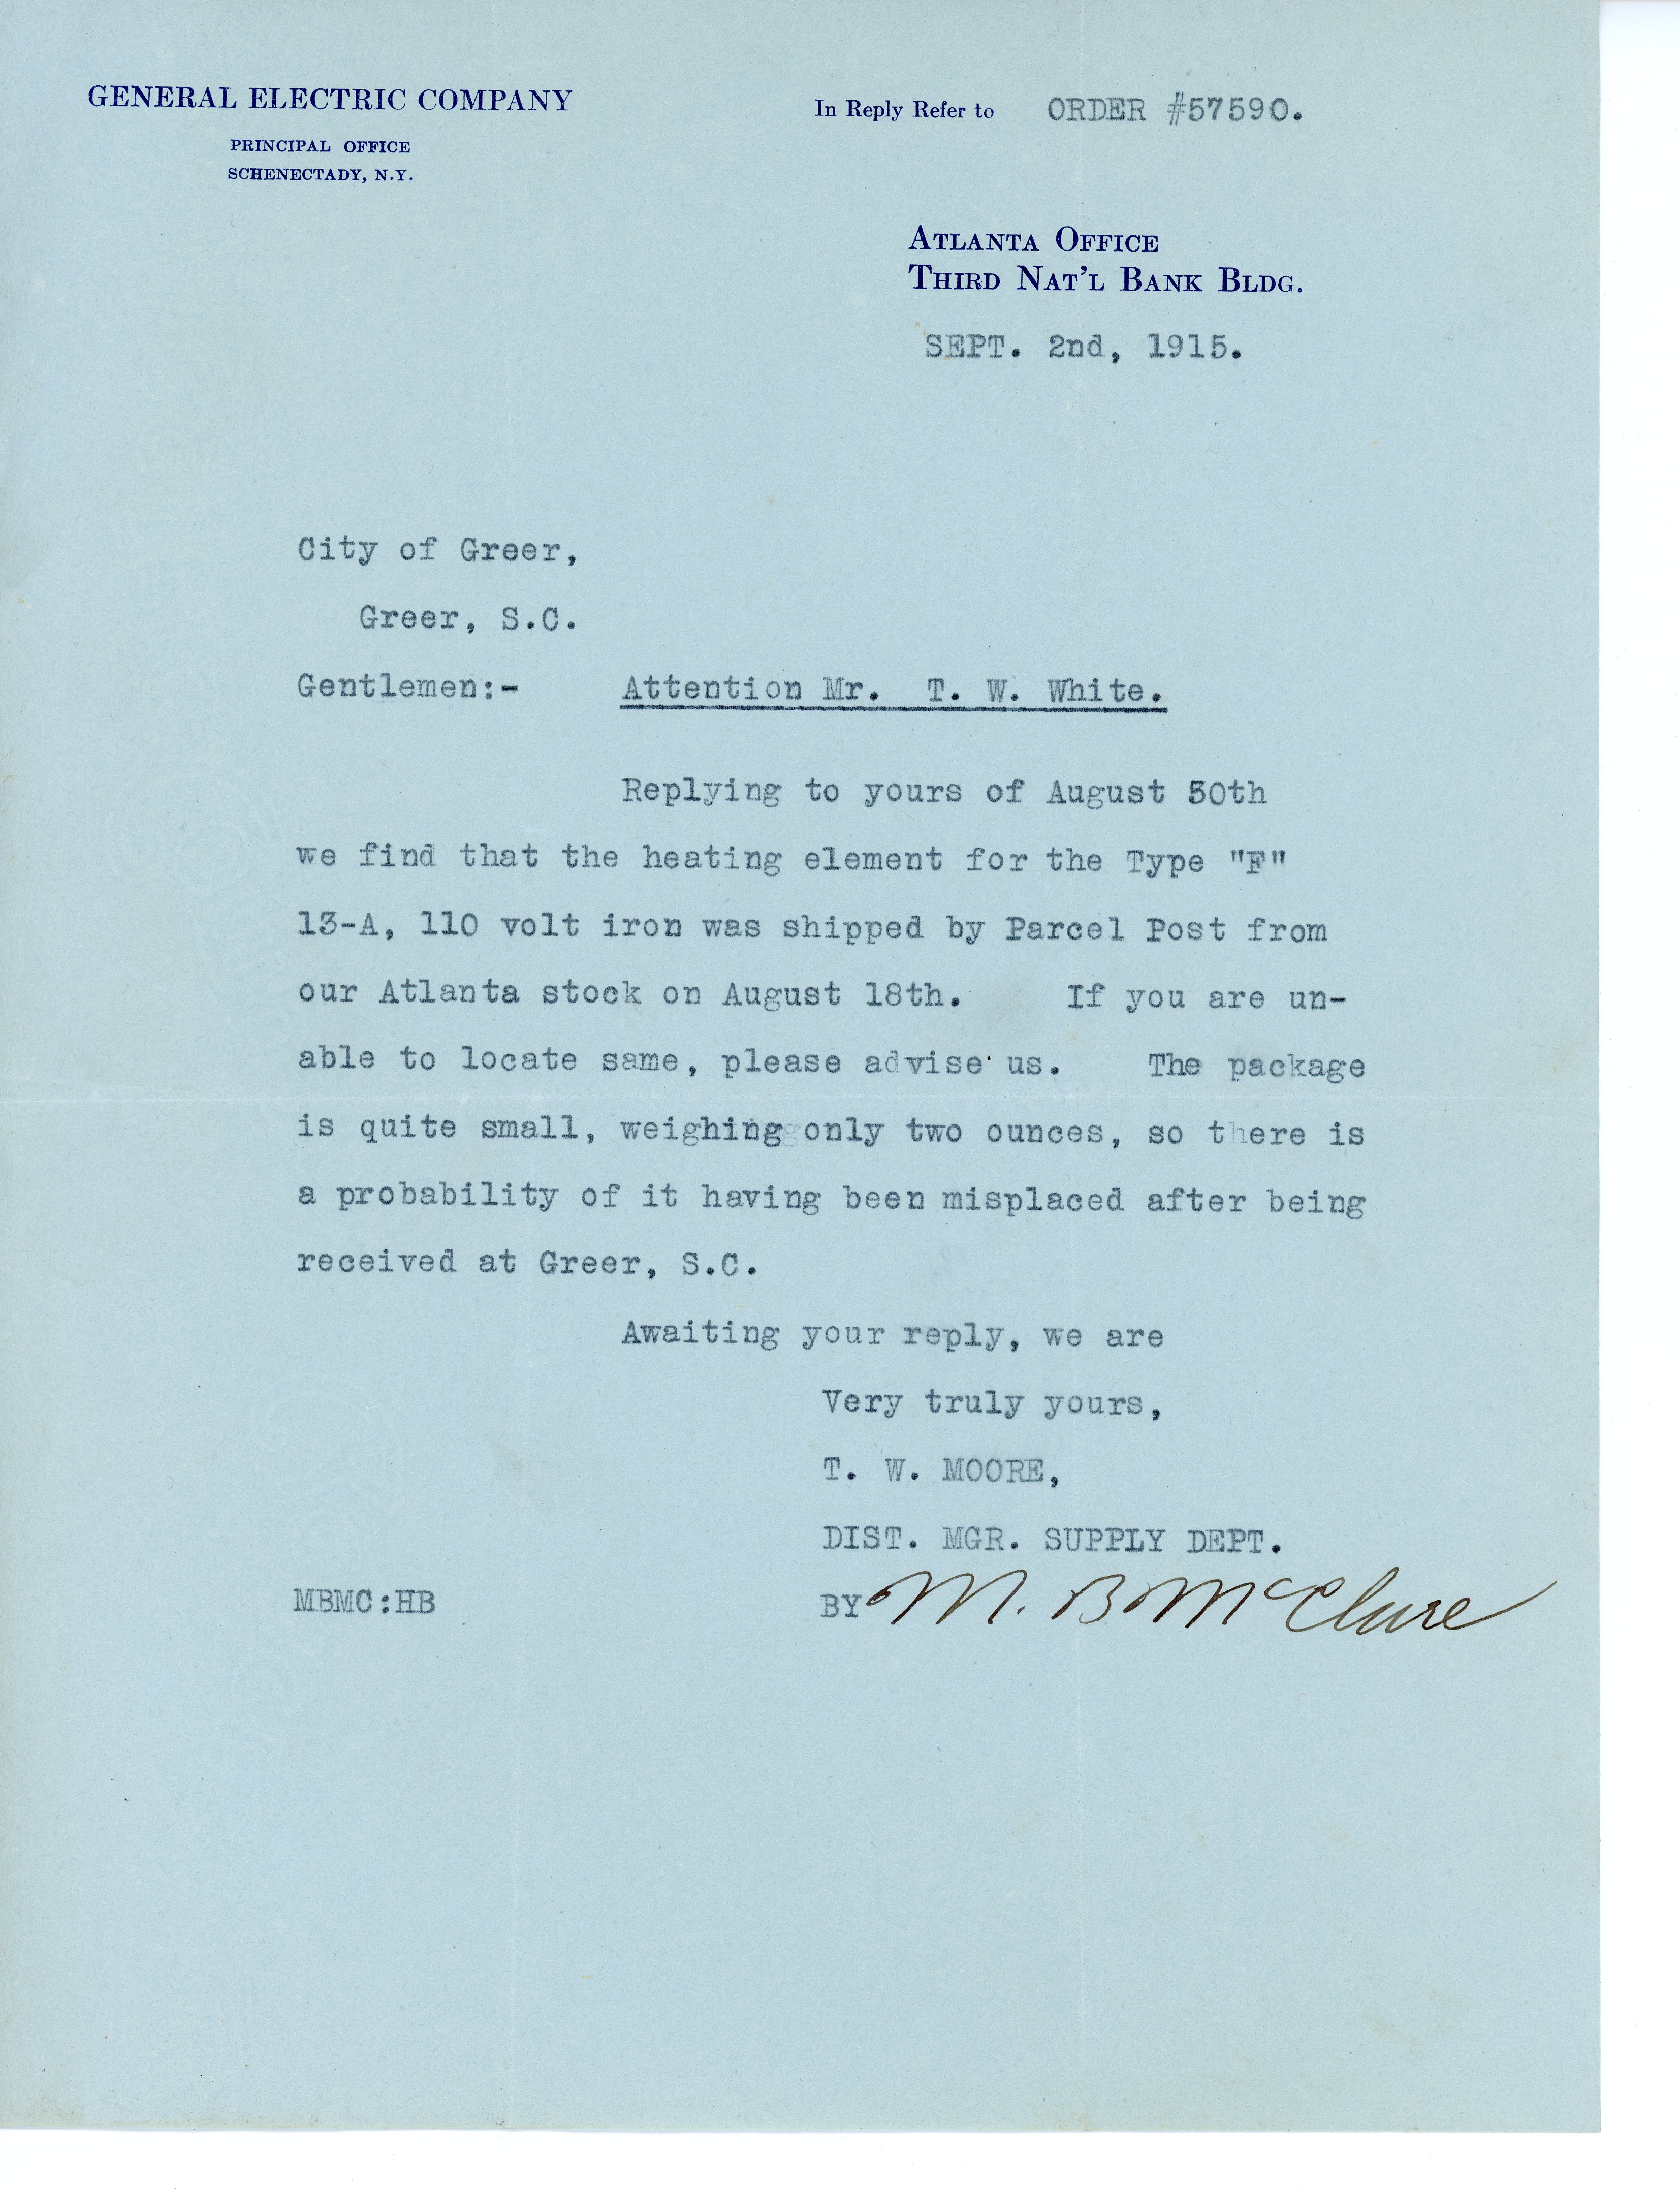 GENERAL ELECTRIC COMPANY
PRINCIPAL OFFICE
SCHENECTADY, N.Y.
In Reply Refer to ORDER #57590.
ATLANTA OFFICE
THIRD NAT'L BANK BLDG.
SEPT. 2nd, 1915.
City of Greer,
Greer, S.C.
Gentlemen:- Attention Mr. T. W. White.
Replying to yours of August 30th
we find that the heating element for the Type "F"
13-A, 110 volt iron was shipped by Parcel Post from
our Atlanta stock on August 18th. If you are un-
able to locate same, please advise us. The package
is quite small, weighing only two ounces, so there is
a probability of it having been misplaced after being
received at Greer, S.C.
Awaiting your reply, we are
Very truly yours,
T. W. MOORE,
DIST. MGR. SUPPLY DEPT.
MBMC:HB BY M. B. McClure